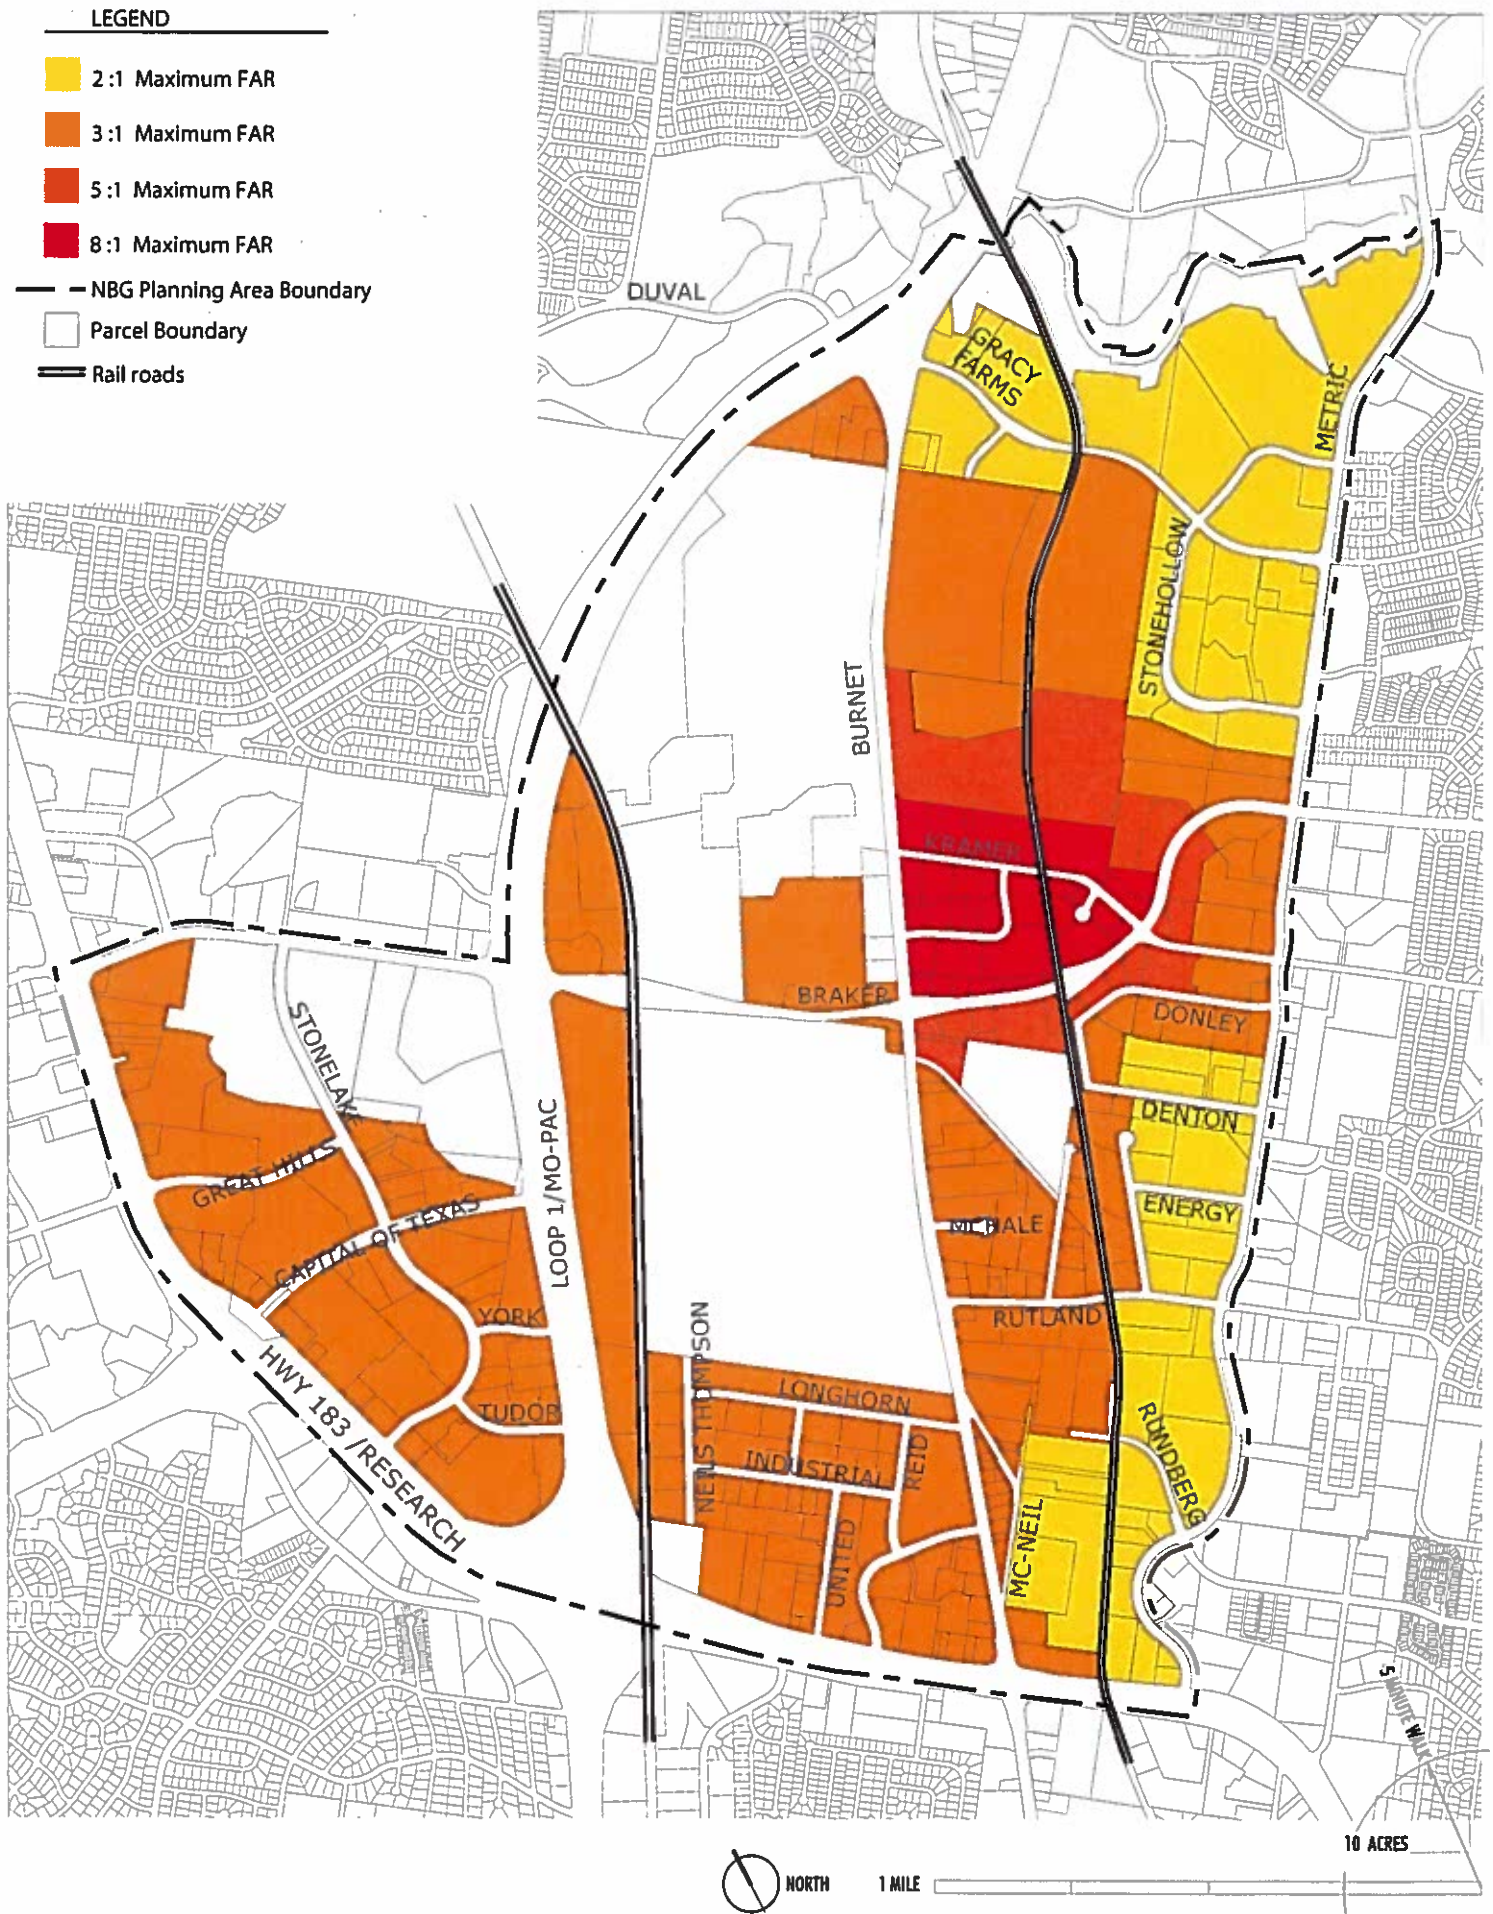 LEGEND
2:1 Maximum FAR
3:1 Maximum FAR
5:1 Maximum FAR
8:1 Maximum FAR
NBG Planning Area Boundary
Parcel Boundary
Rail roads
DUVAL
GRACY
FARMS
METRIC
STONEHOLLOW
BURNET
KRAMER
BRAKER
DONLEY
STONELAKE
DENTON
LOOP 1/MO-PAC
GREAT HILLS
ENERGY
CAPITAL OF TEXAS
MCHALE
YORK
RUTLAND
HWY 183 /RESEARCH
NEILS THOMPSON
LONGHORN
TUDOR
RUNDBERG
REID
INDUSTRIAL
UNITED
MC-NEIL
5 MINUTE WALK
10 ACRES
NORTH
1 MILE